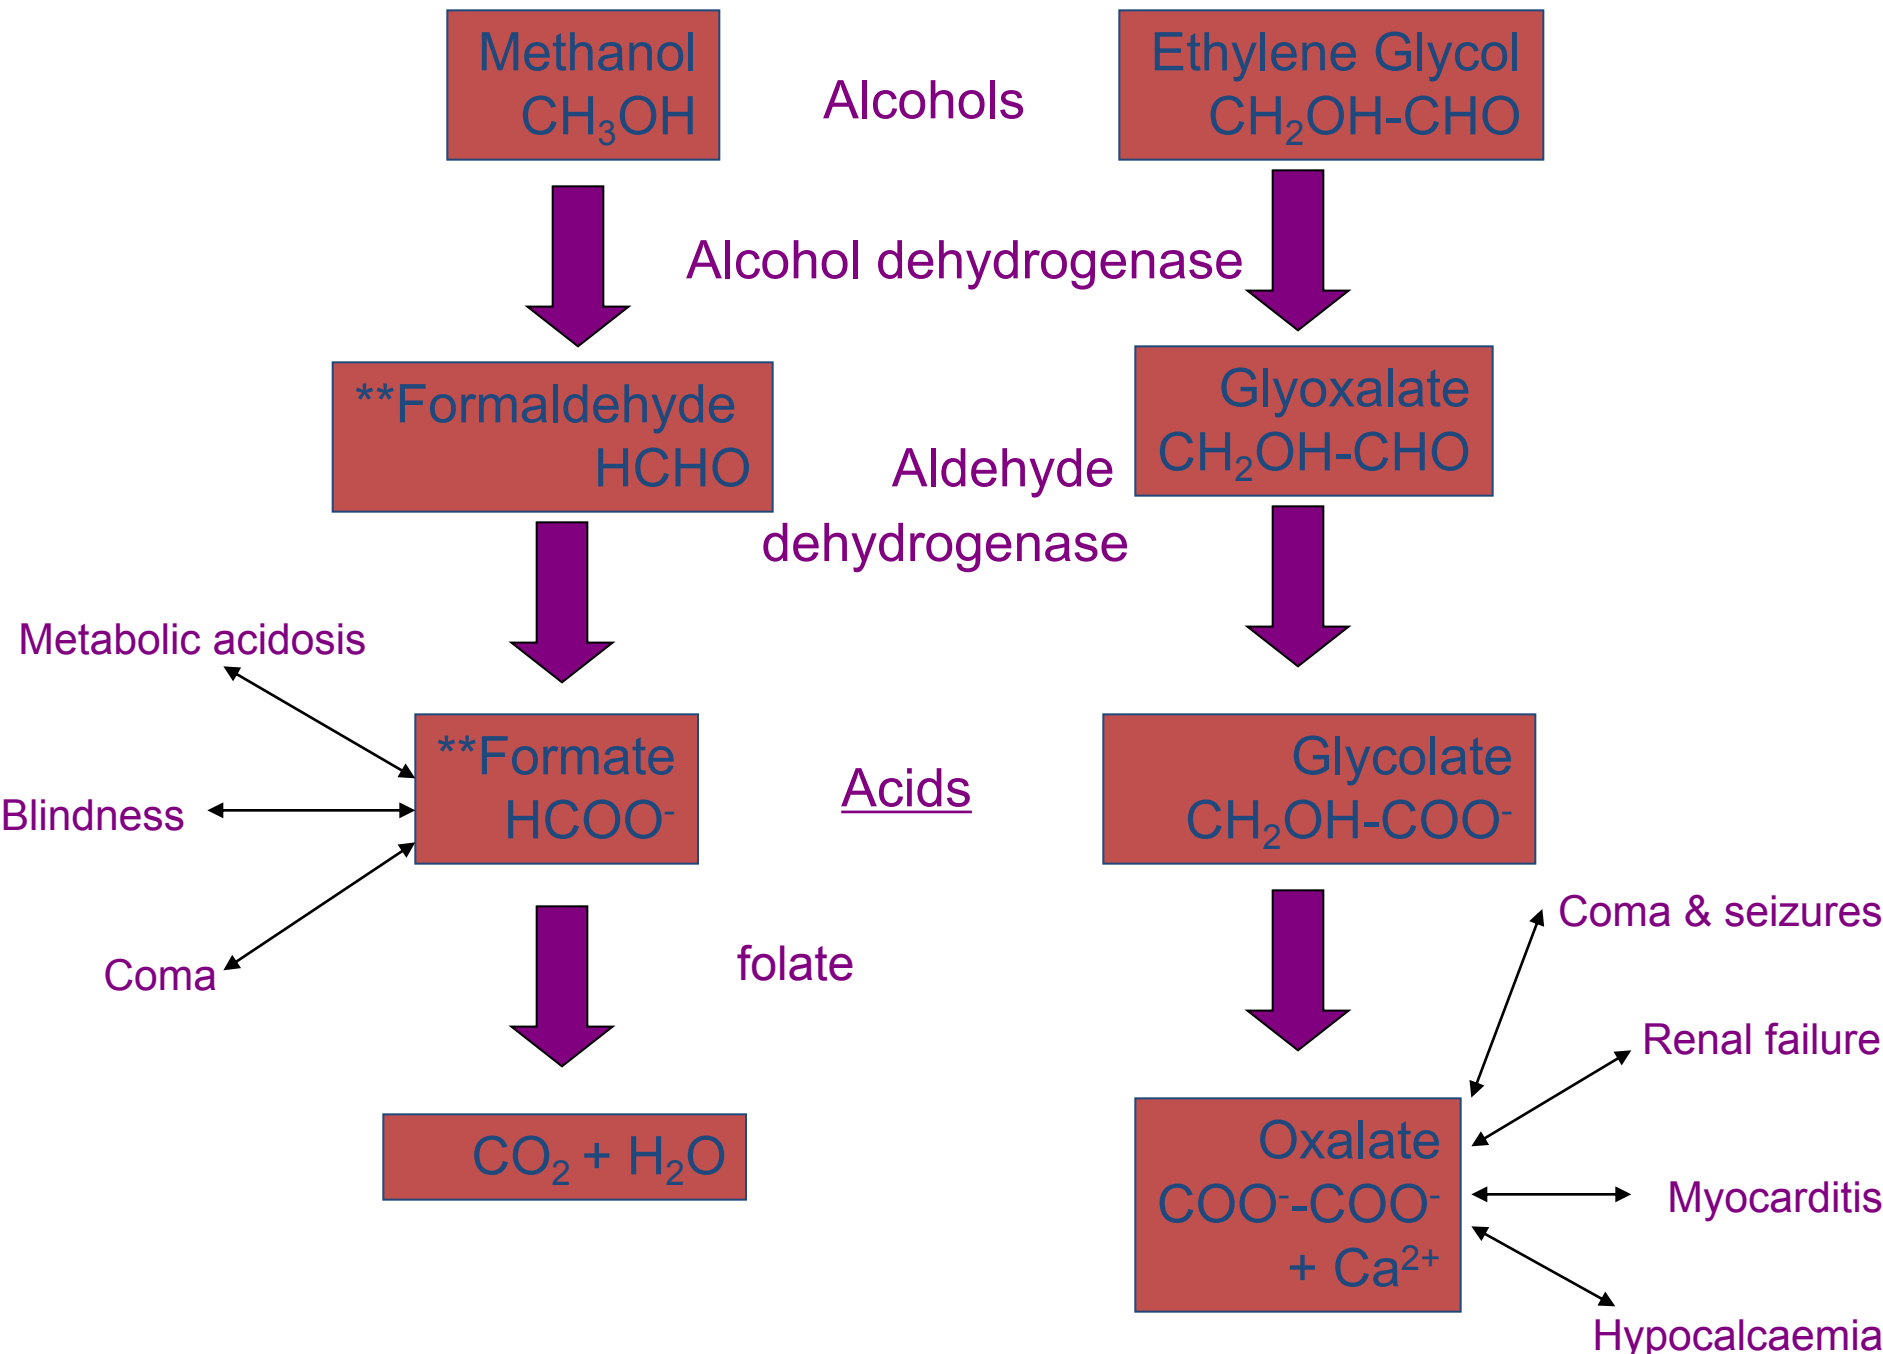 Methanol
CH₃OH
Alcohols
Ethylene Glycol
CH₂OH-CHO
Alcohol dehydrogenase
**Formaldehyde
HCHO
Glyoxalate
CH₂OH-CHO
Aldehyde
dehydrogenase
Metabolic acidosis
Blindness
Coma
**Formate
HCOO⁻
Acids
Glycolate
CH₂OH-COO⁻
folate
Coma & seizures
Renal failure
Myocarditis
Hypocalcaemia
CO₂ + H₂O
Oxalate
COO⁻-COO⁻
+ Ca²⁺